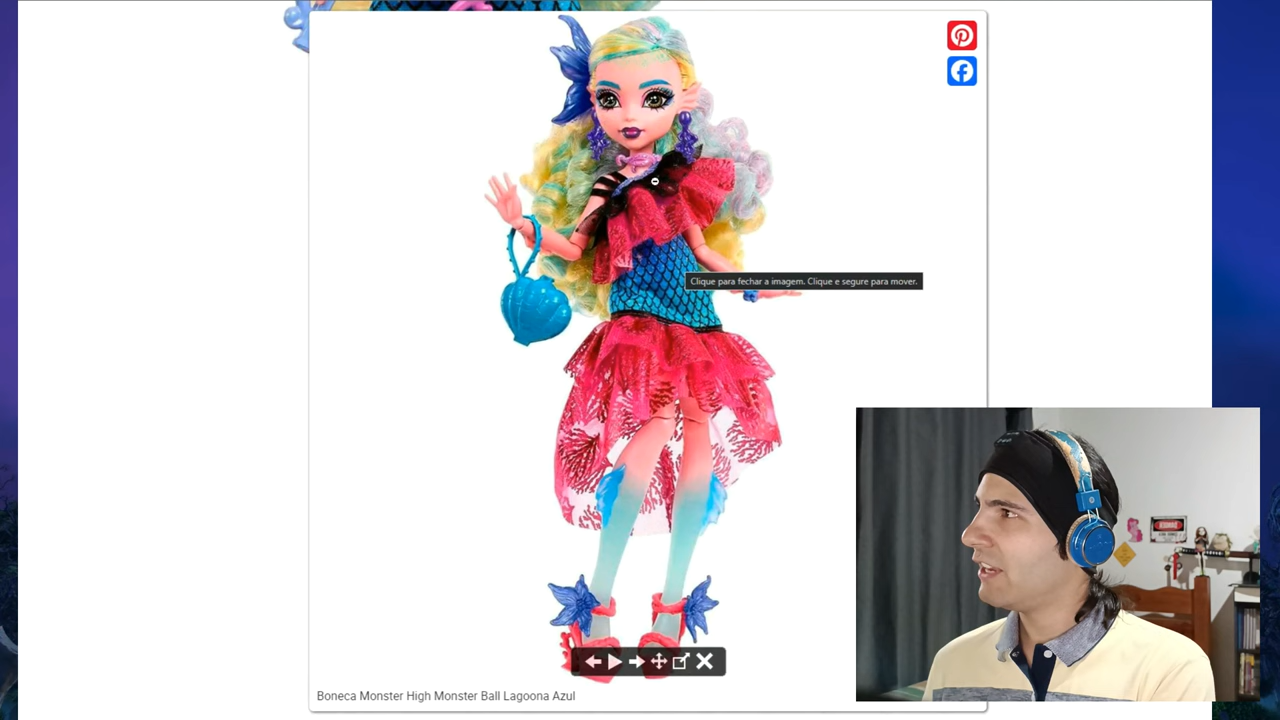 Clique para fechar a imagem. Clique e segure para mover.
Boneca Monster High Monster Ball Lagoona Azul